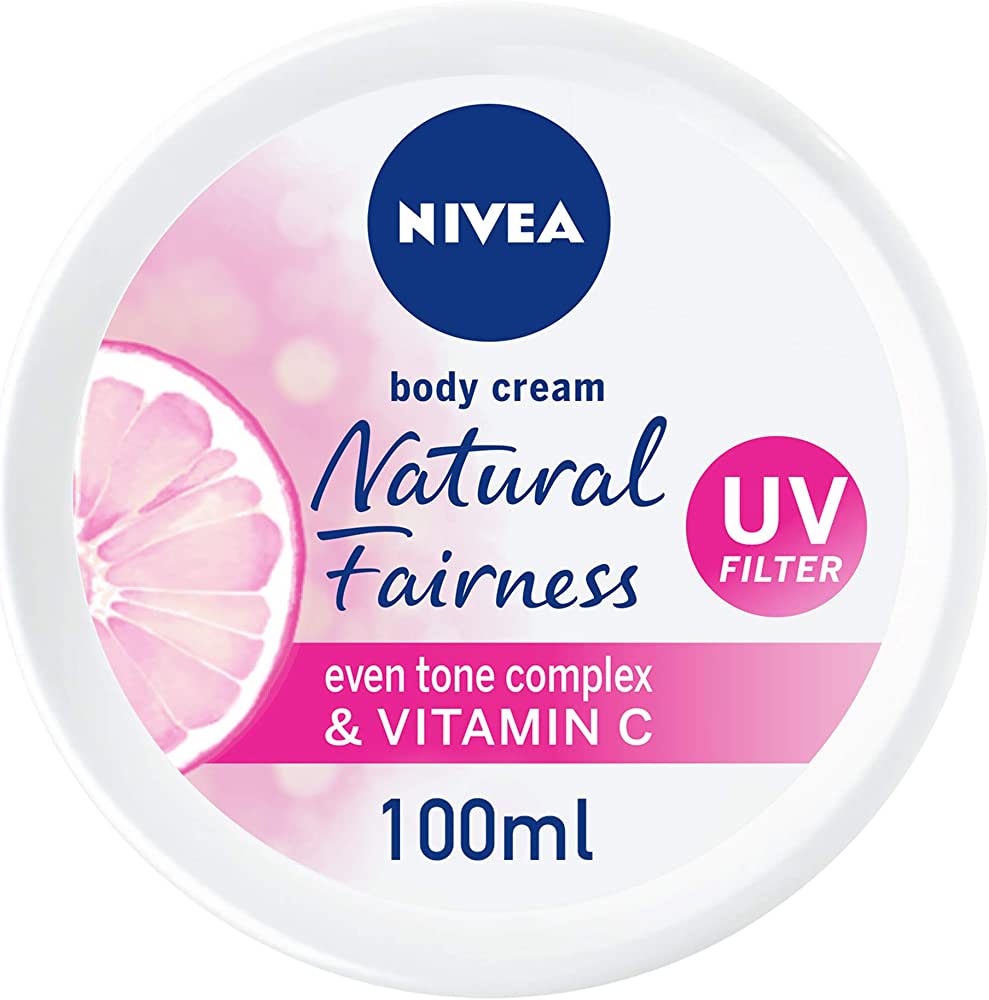 NIVEA
body cream
Natural
Fairness
UV
FILTER
even tone complex
& VITAMIN C
100ml